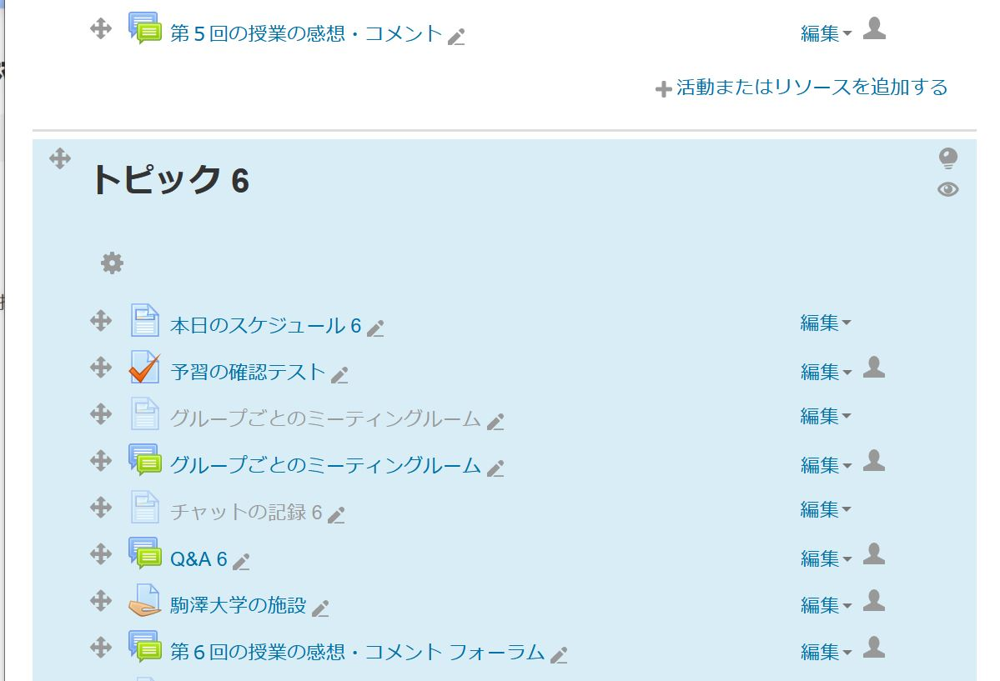 第５回の授業の感想・コメント 編集
活動またはリソースを追加する
トピック 6
本日のスケジュール 6 編集
予習の確認テスト 編集
グループごとのミーティングルーム 編集
グループごとのミーティングルーム 編集
チャットの記録 6 編集
Q&A 6 編集
駒澤大学の施設 編集
第６回の授業の感想・コメント フォーラム 編集